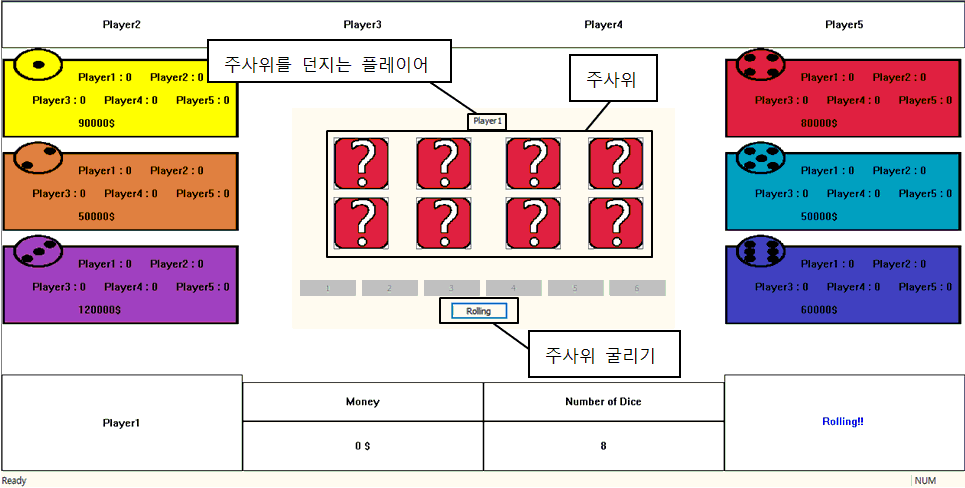 Player2 Player3 Player4 Player5
주사위를 던지는 플레이어
주사위
Player1 : 0 Player2 : 0
Player3 : 0 Player4 : 0 Player5 : 0
90000$
Player1 : 0 Player2 : 0
Player3 : 0 Player4 : 0 Player5 : 0
80000$
Player1
? ? ? ?
? ? ? ?
Player1 : 0 Player2 : 0
Player3 : 0 Player4 : 0 Player5 : 0
50000$
Player1 : 0 Player2 : 0
Player3 : 0 Player4 : 0 Player5 : 0
50000$
Player1 : 0 Player2 : 0
Player3 : 0 Player4 : 0 Player5 : 0
120000$
Player1 : 0 Player2 : 0
Player3 : 0 Player4 : 0 Player5 : 0
60000$
1 2 3 4 5 6
Rolling
주사위 굴리기
Player1
Money
0 $
Number of Dice
8
Rolling!!
Ready NUM